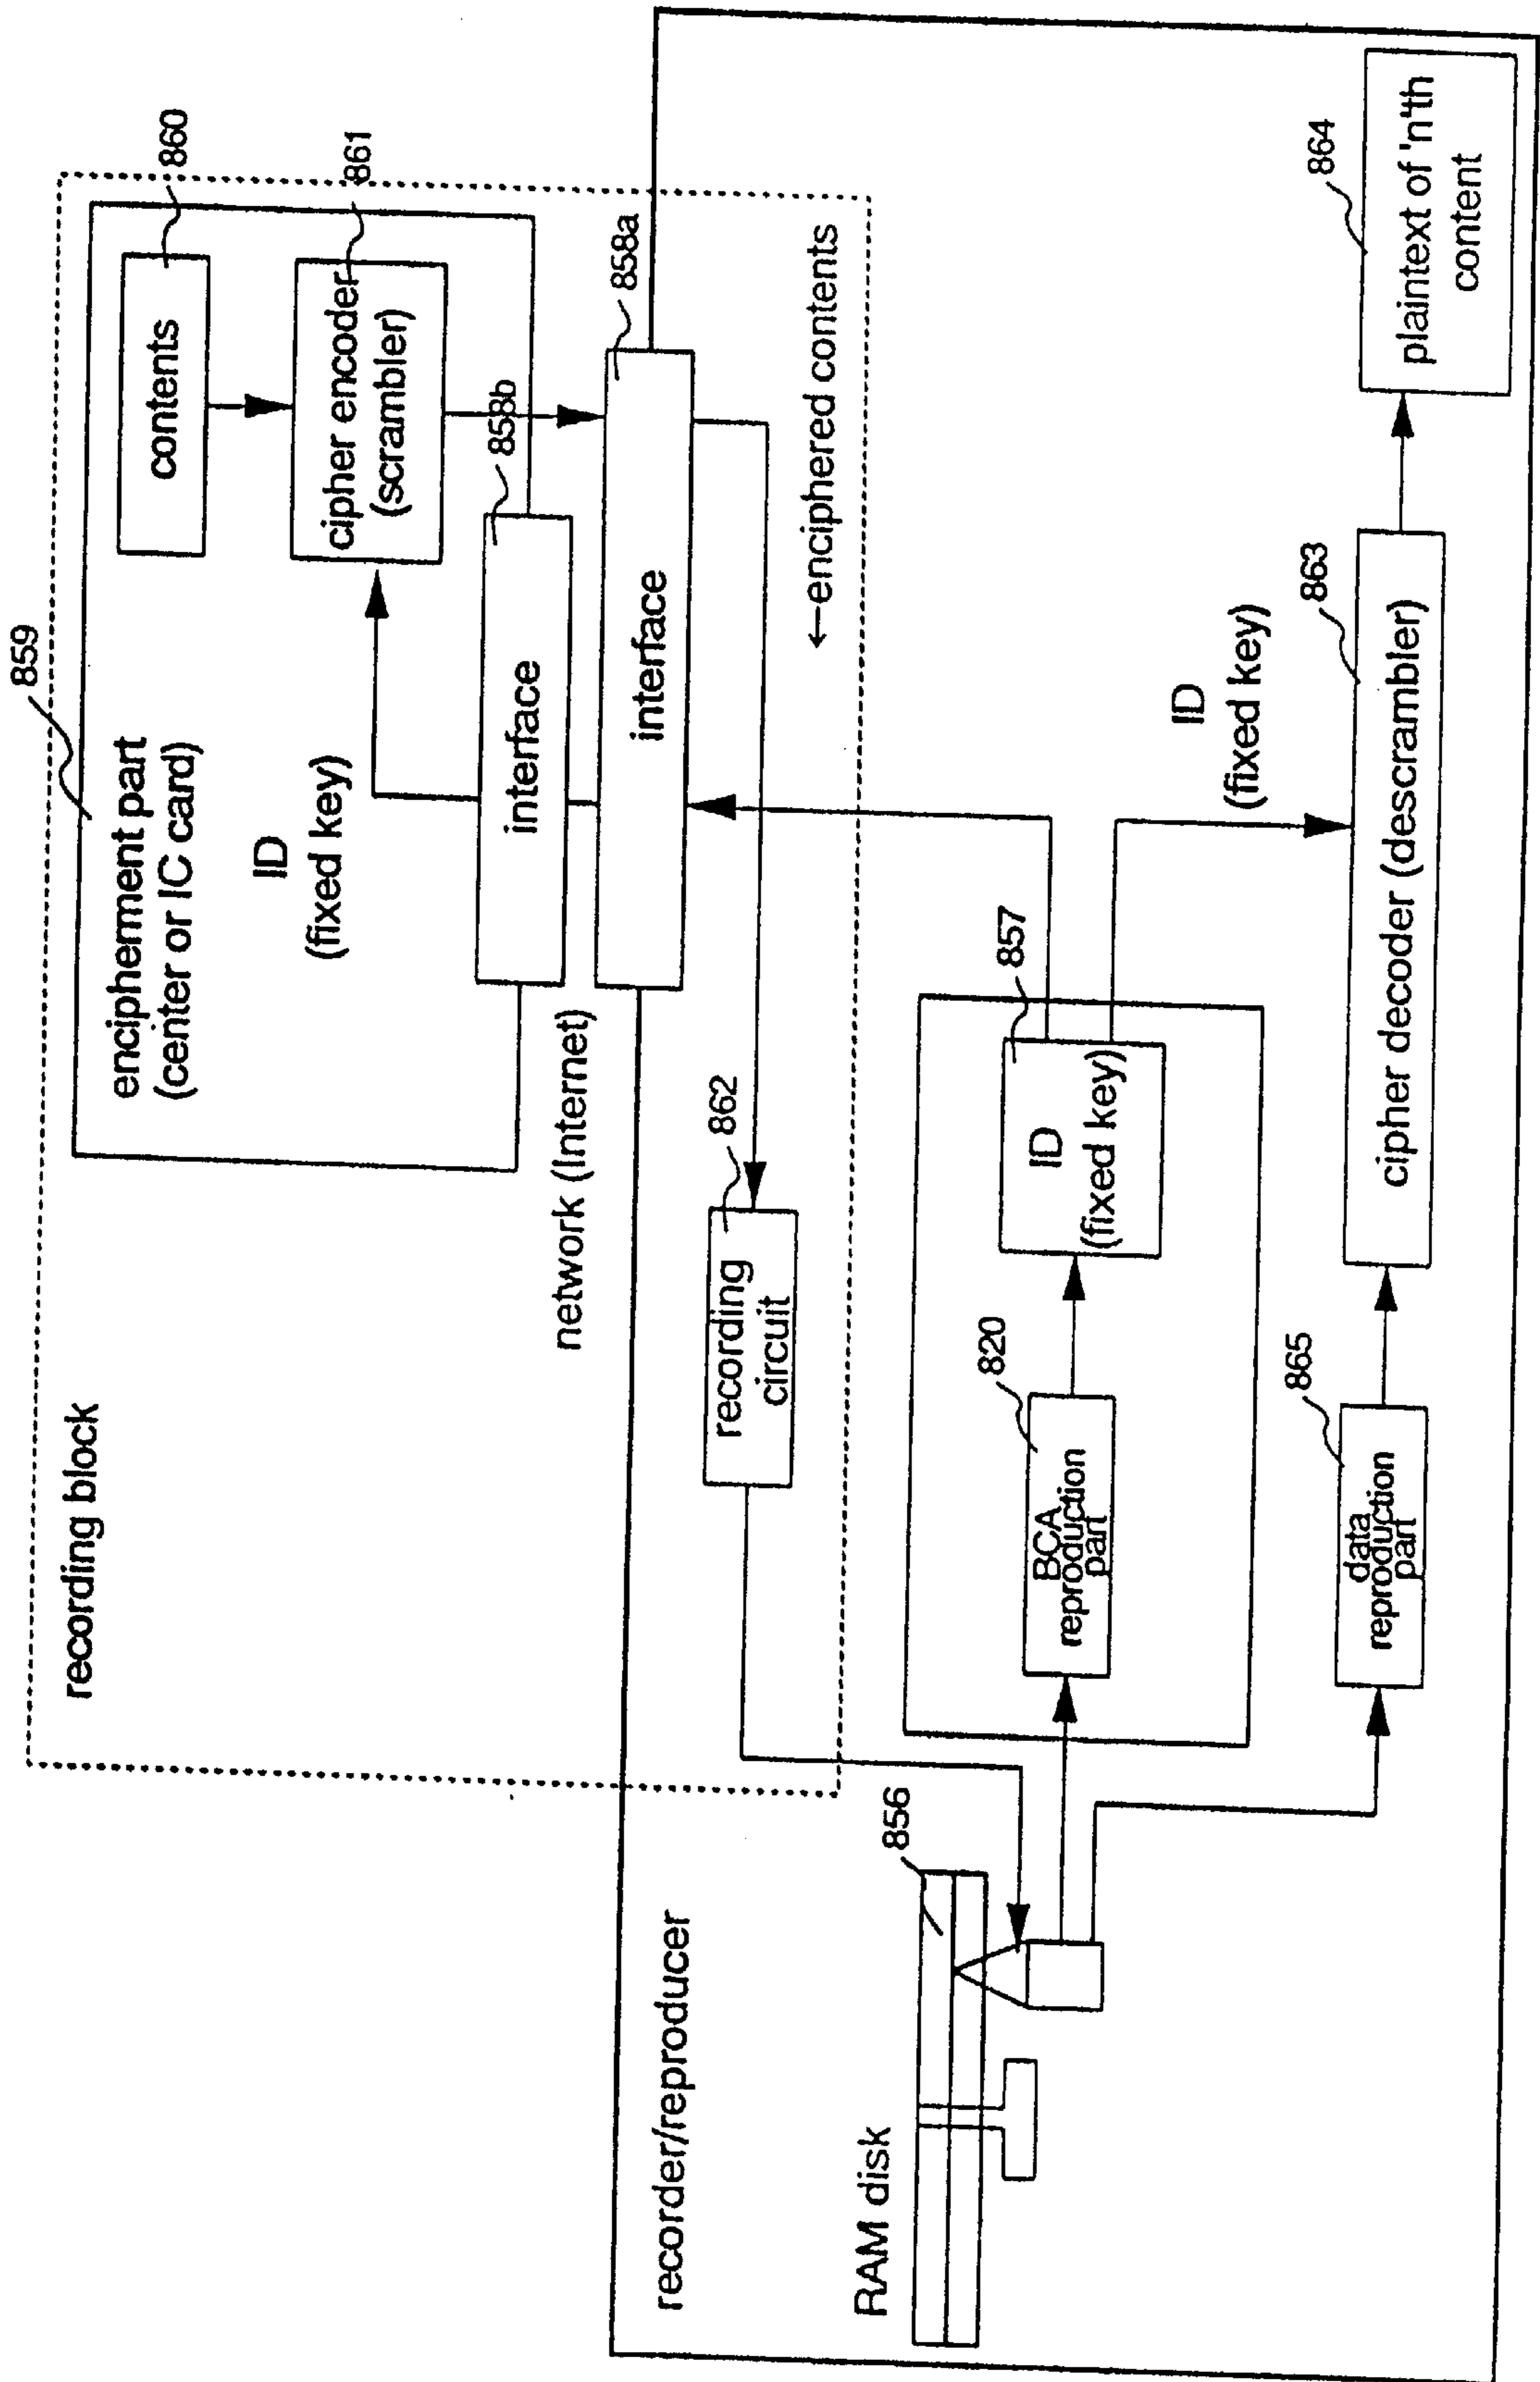 recording block
859
encipherment part
(center or IC card)
ID
(fixed key)
contents
860
cipher encoder
(scrambler)
861
interface
858b
network (Internet)
interface
858a
recording
circuit
862
←enciphered contents
recorder/reproducer
RAM disk
856
BCA
reproduction
part
820
ID
(fixed key)
857
ID
(fixed key)
data
reproduction
part
865
cipher decoder (descrambler)
863
plaintext of 'n'th
content
864